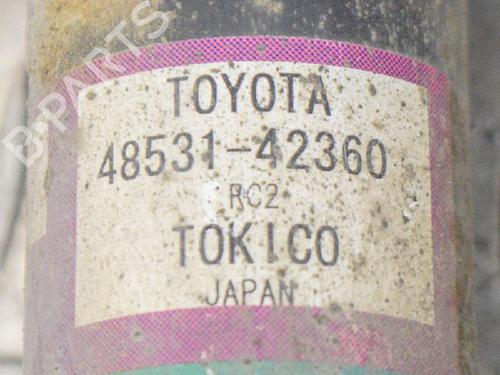 B-PARTS
TOYOTA
48531-42360
RC2
TOKICO
JAPAN